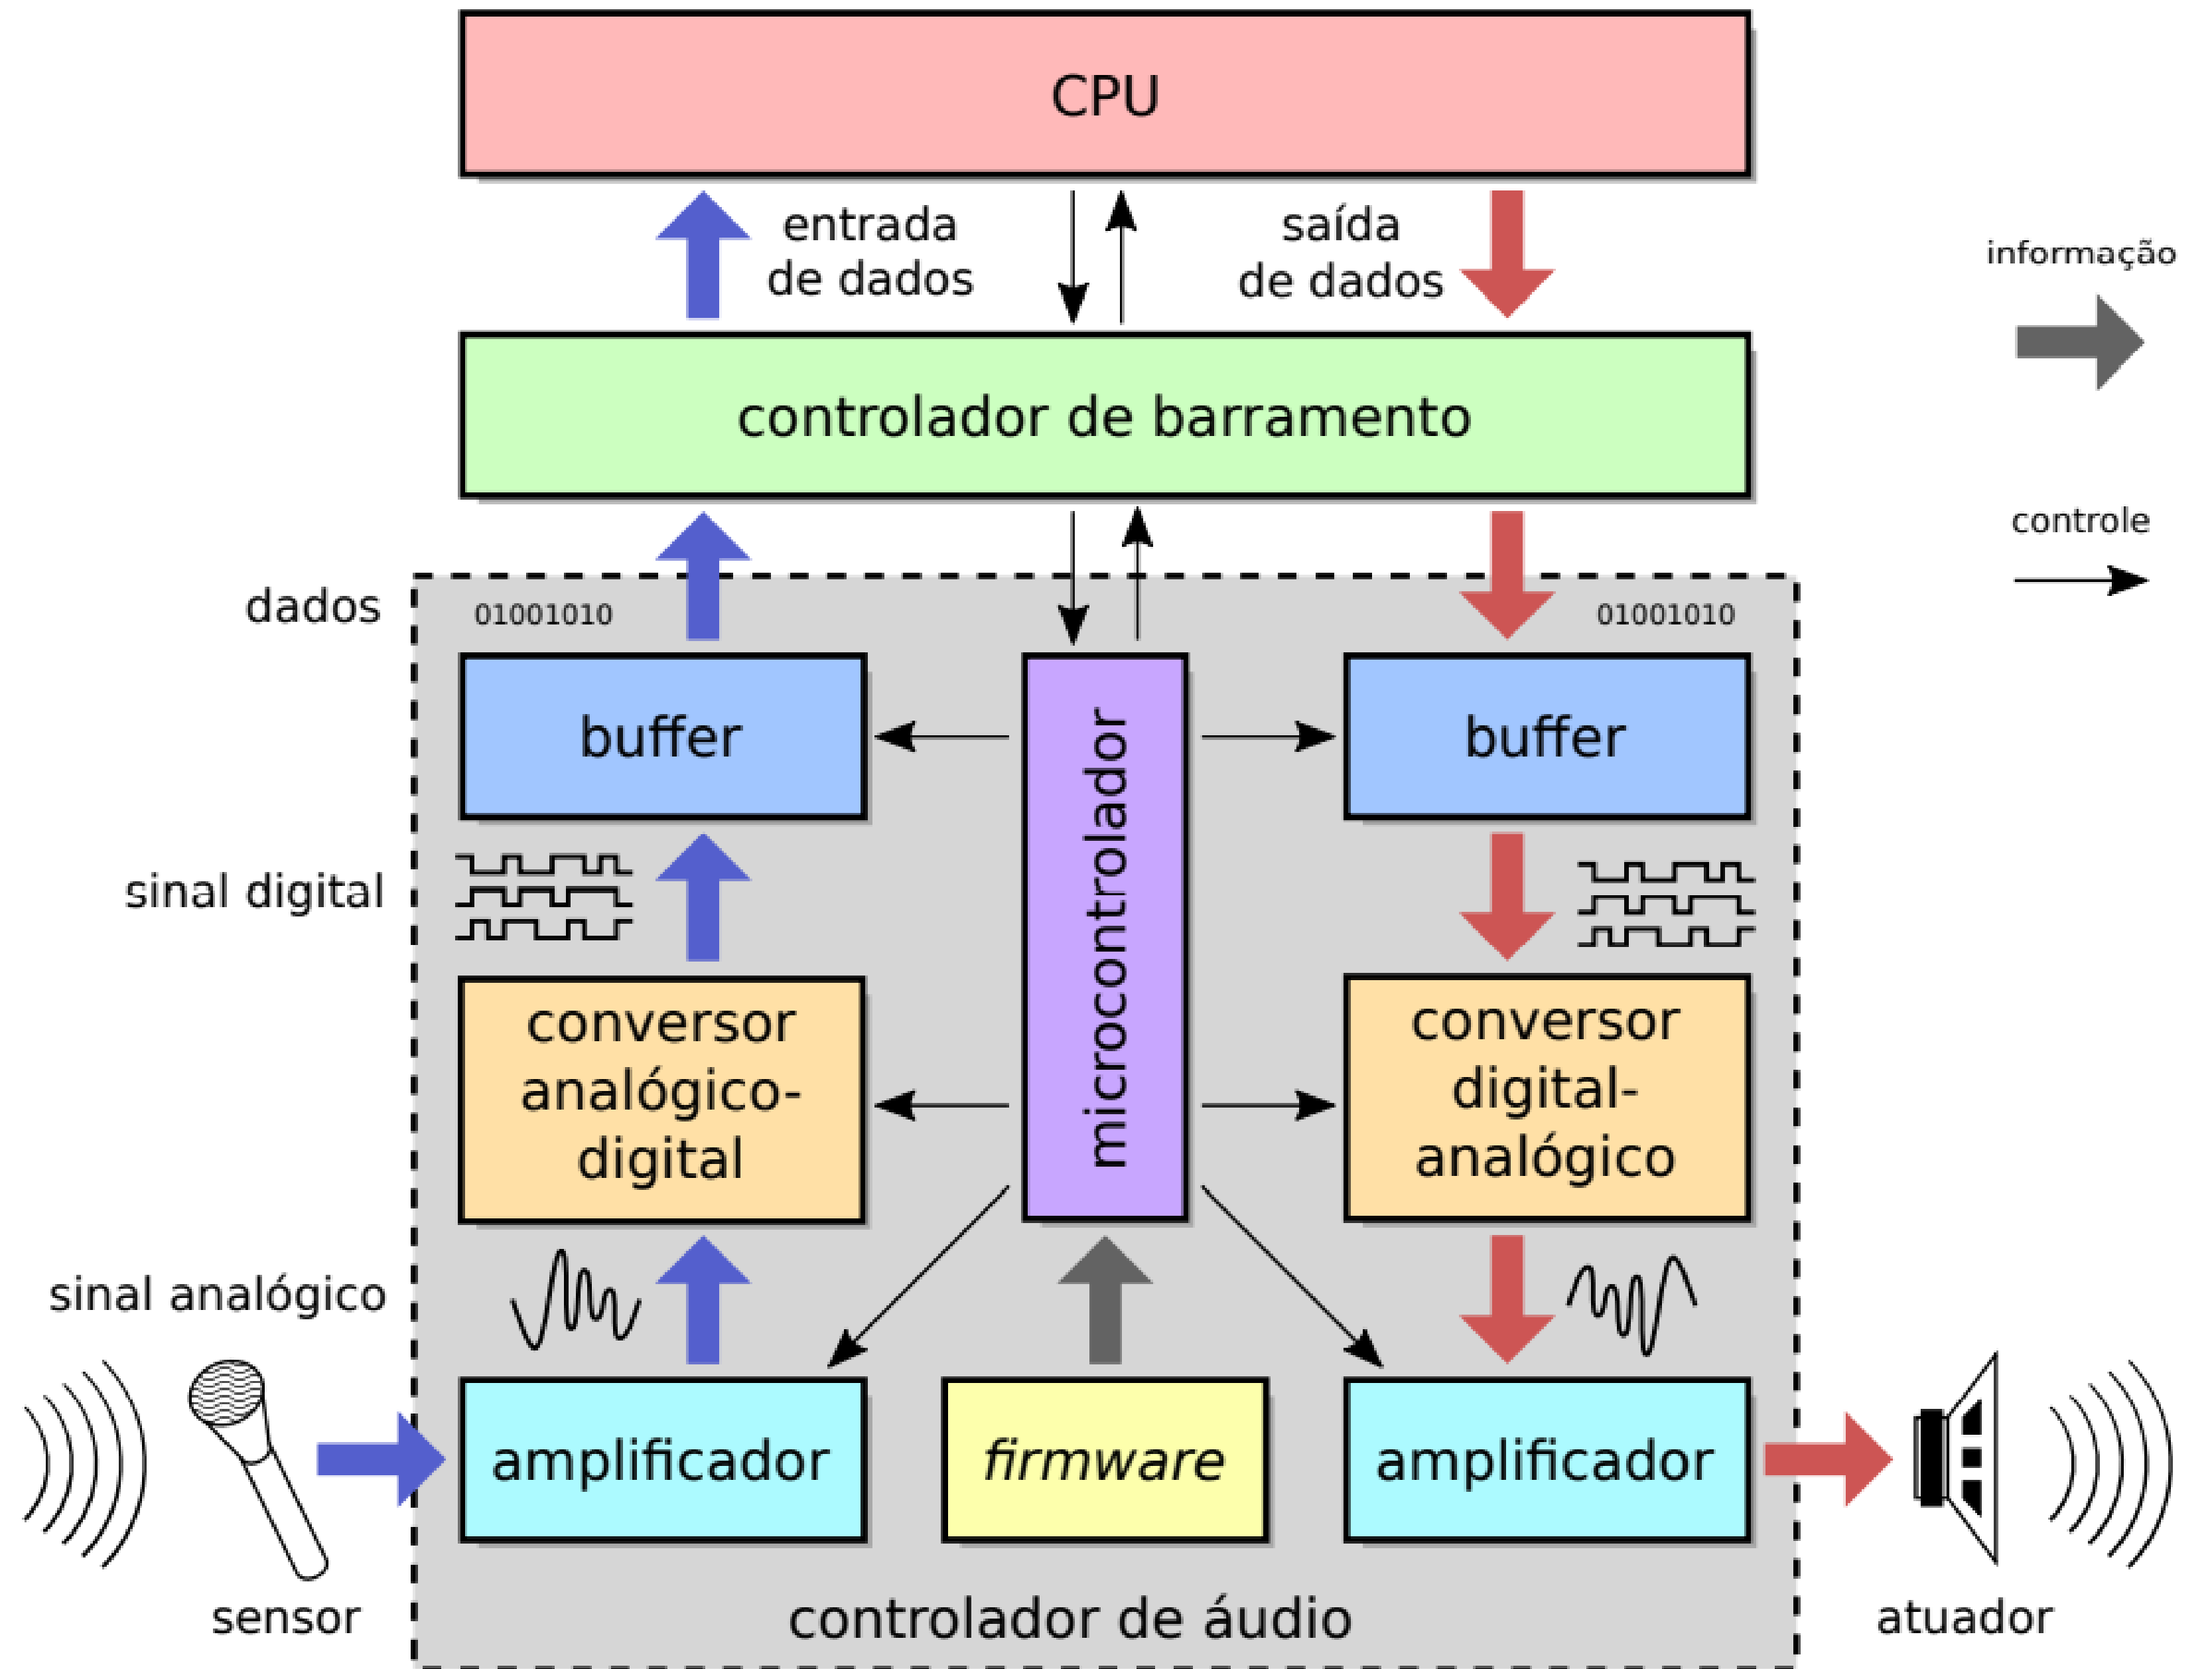 CPU
entrada
de dados
saída
de dados
informação
controlador de barramento
controle
dados
01001010
01001010
buffer
microcontrolador
buffer
sinal digital
conversor
analógico-
digital
conversor
digital-
analógico
sinal analógico
amplificador
firmware
amplificador
sensor
controlador de áudio
atuador